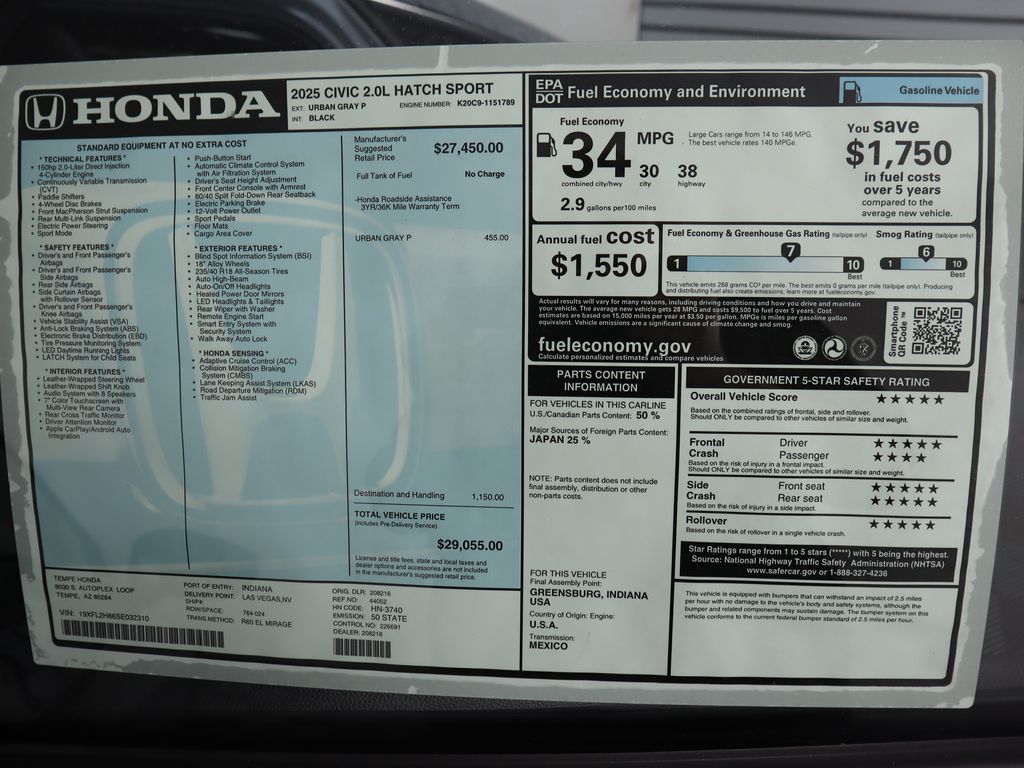 HONDA
2025 CIVIC 2.0L HATCH SPORT
EXT: URBAN GRAY P
ENGINE NUMBER: K20C9-1151789
INT: BLACK
STANDARD EQUIPMENT AT NO EXTRA COST
* TECHNICAL FEATURES *
• 150hp 2.0-Liter Direct Injection
4-Cylinder Engine
• Continuously Variable Transmission
(CVT)
• Paddle Shifters
• 4-Wheel Disc Brakes
• Front MacPherson Strut Suspension
• Rear Multi-Link Suspension
• Electric Power Steering
• Sport Mode
* SAFETY FEATURES *
• Driver's and Front Passenger's
Airbags
• Driver's and Front Passenger's
Side Airbags
• Rear Side Airbags
• Side Curtain Airbags
with Rollover Sensor
• Driver's and Front Passenger's
Knee Airbags
• Vehicle Stability Assist (VSA)
• Anti-Lock Braking System (ABS)
• Electronic Brake Distribution (EBD)
• Tire Pressure Monitoring System
• LED Daytime Running Lights
• LATCH System for Child Seats
* INTERIOR FEATURES *
• Leather-Wrapped Steering Wheel
• Leather-Wrapped Shift Knob
• Audio System with 8 Speakers
• 7" Color Touchscreen with
Multi-View Rear Camera
• Rear Cross Traffic Monitor
• Driver Attention Monitor
• Apple CarPlay/Android Auto
Integration
• Push-Button Start
• Automatic Climate Control System
with Air Filtration System
• Driver's Seat Height Adjustment
• Front Center Console with Armrest
• 60/40 Split Fold-Down Rear Seatback
• Electric Parking Brake
• 12-Volt Power Outlet
• Sport Pedals
• Floor Mats
• Cargo Area Cover
* EXTERIOR FEATURES *
• Blind Spot Information System (BSI)
• 18" Alloy Wheels
• 235/40 R18 All-Season Tires
• Auto High-Beam
• Auto-On/Off Headlights
• Heated Power Door Mirrors
• LED Headlights & Taillights
• Rear Wiper with Washer
• Remote Engine Start
• Smart Entry System with
Security System
• Walk Away Auto Lock
* HONDA SENSING *
• Adaptive Cruise Control (ACC)
• Collision Mitigation Braking
System (CMBS)
• Lane Keeping Assist System (LKAS)
• Road Departure Mitigation (RDM)
• Traffic Jam Assist
Manufacturer's
Suggested
Retail Price
$27,450.00
Full Tank of Fuel
No Charge
-Honda Roadside Assistance
3YR/36K Mile Warranty Term
URBAN GRAY P
455.00
Destination and Handling
1,150.00
TOTAL VEHICLE PRICE
(includes Pre-Delivery Service)
$29,055.00
License and title fees, state and local taxes and
dealer options and accessories are not included
in the manufacturer's suggested retail price.
TEMPE HONDA
8030 S. AUTOPLEX LOOP
TEMPE, AZ 85284
VIN: 19XFL2H86SE032310
PORT OF ENTRY: INDIANA
DELIVERY POINT: LAS VEGAS,NV
SHIP#:
ROW/SPACE: 764-024
TRANS.METHOD: R60 EL MIRAGE
ORIG. DLR: 208216
REF.NO: 44052
HN CODE: HN-3740
EMISSION: 50 STATE
CONTROL NO: 226691
DEALER: 208216
EPA
DOT
Fuel Economy and Environment
Gasoline Vehicle
Fuel Economy
34 MPG
30 38
combined city/hwy city highway
2.9 gallons per100 miles
Large Cars range from 14 to 146 MPG.
The best vehicle rates 140 MPGe.
You save
$1,750
in fuel costs
over 5 years
compared to the
average new vehicle.
Annual fuel cost
$1,550
Fuel Economy & Greenhouse Gas Rating (tailpipe only)
1 7 10
Best
Smog Rating (tailpipe only)
1 6 10
Best
This vehicle emits 268 grams CO² per mile. The best emits 0 grams per mile (tailpipe only). Producing
and distributing fuel also create emissions; learn more at fueleconomy.gov.
Actual results will vary for many reasons, including driving conditions and how you drive and maintain
your vehicle. The average new vehicle gets 28 MPG and costs $9,500 to fuel over 5 years. Cost
estimates are based on 15,000 miles per year at $3.50 per gallon. MPGe is miles per gasoline gallon
equivalent. Vehicle emissions are a significant cause of climate change and smog.
fueleconomy.gov
Calculate personalized estimates and compare vehicles
Smartphone
QR Code™
PARTS CONTENT
INFORMATION
FOR VEHICLES IN THIS CARLINE
U.S./Canadian Parts Content: 50 %
Major Sources of Foreign Parts Content:
JAPAN 25 %
NOTE: Parts content does not include
final assembly, distribution or other
non-parts costs.
FOR THIS VEHICLE
Final Assembly Point:
GREENSBURG, INDIANA
USA
Country of Origin: Engine:
U.S.A.
Transmission:
MEXICO
GOVERNMENT 5-STAR SAFETY RATING
Overall Vehicle Score ★★★★★
Based on the combined ratings of frontal, side and rollover.
Should ONLY be compared to other vehicles of similar size and weight.
Frontal Driver ★★★★★
Crash Passenger ★★★★
Based on the risk of injury in a frontal impact.
Should ONLY be compared to other vehicles of similar size and weight.
Side Front seat ★★★★★
Crash Rear seat ★★★★★
Based on the risk of injury in a side impact.
Rollover ★★★★★
Based on the risk of rollover in a single vehicle crash.
Star Ratings range from 1 to 5 stars (*****) with 5 being the highest.
Source: National Highway Traffic Safety Administration (NHTSA)
www.safercar.gov or 1-888-327-4236
This vehicle is equipped with bumpers that can withstand an impact of 2.5 miles
per hour with no damage to the vehicle's body and safety systems, although the
bumper and related components may sustain damage. The bumper system on this
vehicle conforms to the current federal bumper standard of 2.5 miles per hour.